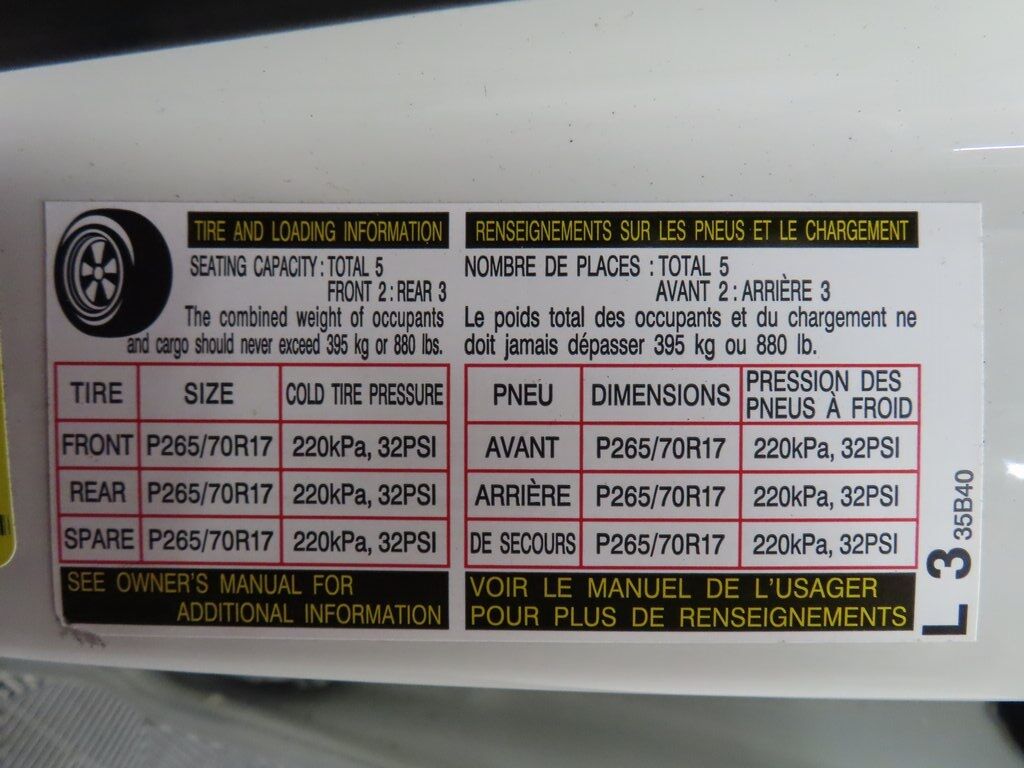 TIRE AND LOADING INFORMATION
SEATING CAPACITY : TOTAL 5
FRONT 2 : REAR 3
The combined weight of occupants
and cargo should never exceed 395 kg or 880 lbs.
TIRE SIZE COLD TIRE PRESSURE
FRONT P265/70R17 220kPa, 32PSI
REAR P265/70R17 220kPa, 32PSI
SPARE P265/70R17 220kPa, 32PSI
SEE OWNER'S MANUAL FOR
ADDITIONAL INFORMATION
RENSEIGNEMENTS SUR LES PNEUS ET LE CHARGEMENT
NOMBRE DE PLACES : TOTAL 5
AVANT 2 : ARRIÈRE 3
Le poids total des occupants et du chargement ne
doit jamais dépasser 395 kg ou 880 lb.
PNEU DIMENSIONS PRESSION DES
PNEUS À FROID
AVANT P265/70R17 220kPa, 32PSI
ARRIÈRE P265/70R17 220kPa, 32PSI
DE SECOURS P265/70R17 220kPa, 32PSI
VOIR LE MANUEL DE L'USAGER
POUR PLUS DE RENSEIGNEMENTS
L 3 35B40